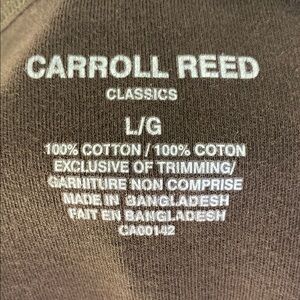 CARROLL REED
CLASSICS
L/G
100% COTTON / 100% COTON
EXCLUSIVE OF TRIMMING/
GARNITURE NON COMPRISE
MADE IN BANGLADESH
FAIT EN BANGLADESH
CA00142